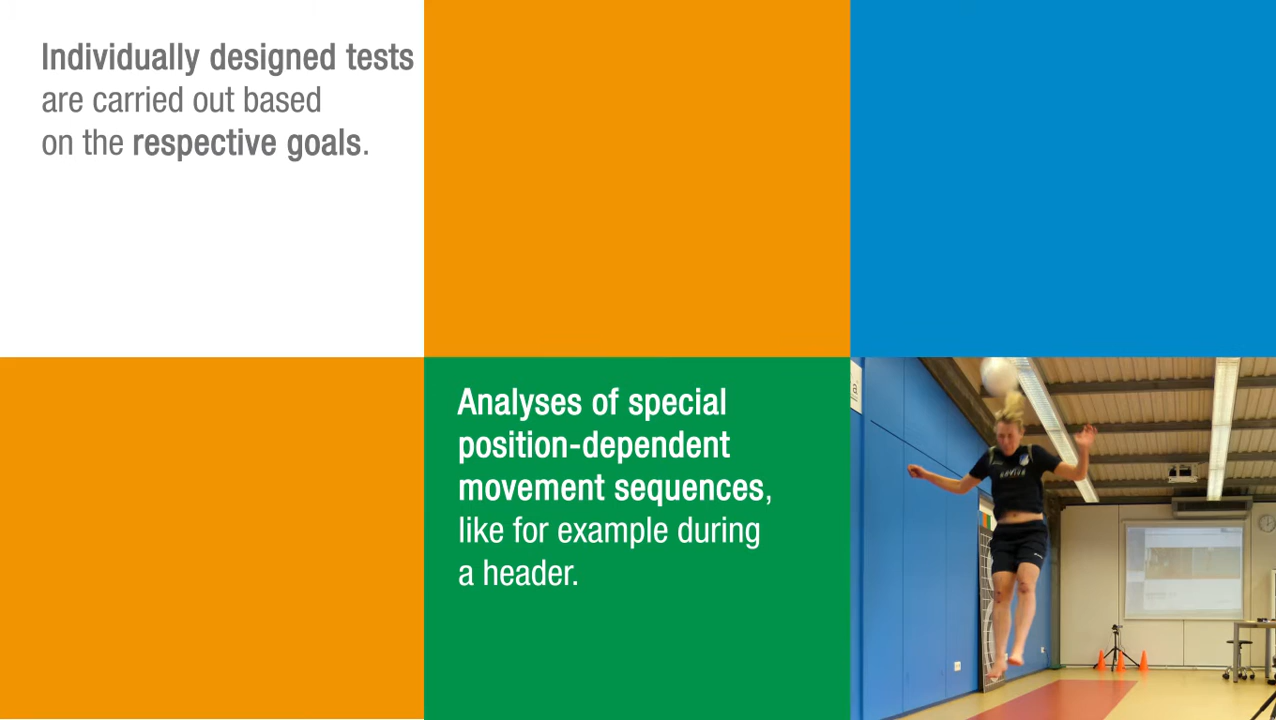 Individually designed tests
are carried out based
on the respective goals.
Analyses of special
position-dependent
movement sequences,
like for example during
a header.